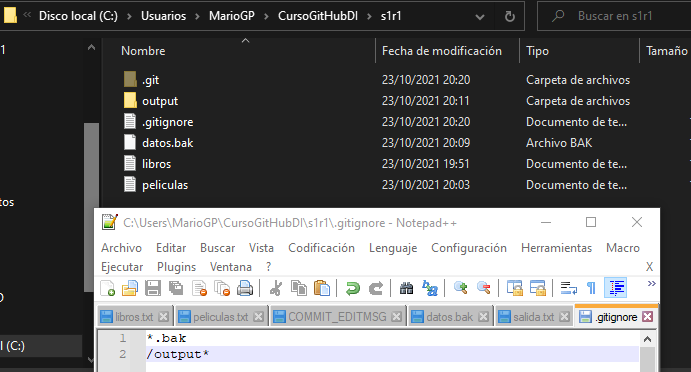 Disco local (C:) > Usuarios > MarioGP > CursoGitHubDI > s1r1
Buscar en s1r1
Nombre Fecha de modificación Tipo Tamaño
.git 23/10/2021 20:20 Carpeta de archivos
output 23/10/2021 20:11 Carpeta de archivos
.gitignore 23/10/2021 20:20 Documento de te...
datos.bak 23/10/2021 20:09 Archivo BAK
libros 23/10/2021 19:51 Documento de te...
peliculas 23/10/2021 20:03 Documento de te...
1
tos
O
l (C:)
C:\Users\MarioGP\CursoGitHubDI\s1r1\.gitignore - Notepad++
Archivo Editar Buscar Vista Codificación Lenguaje Configuración Herramientas Macro
Ejecutar Plugins Ventana ? X
libros.txt peliculas.txt COMMIT_EDITMSG datos.bak salida.txt .gitignore
1 *.bak
2 /output*